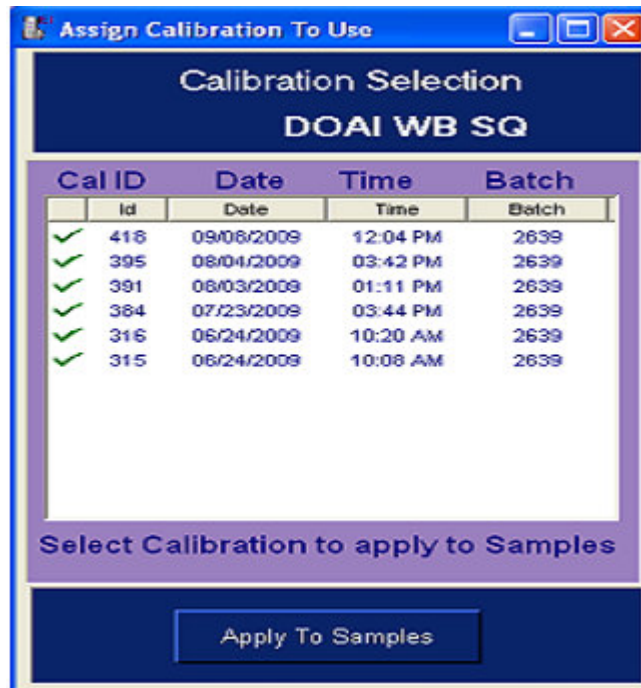 Assign Calibration To Use
Calibration Selection
DOAI WB SQ
Cal ID Date Time Batch
Id Date Time Batch
418 09/08/2009 12:04 PM 2639
395 08/04/2009 03:42 PM 2639
391 08/03/2009 01:11 PM 2639
384 07/23/2009 03:44 PM 2639
316 06/24/2009 10:20 AM 2639
315 06/24/2009 10:08 AM 2639
Select Calibration to apply to Samples
Apply To Samples